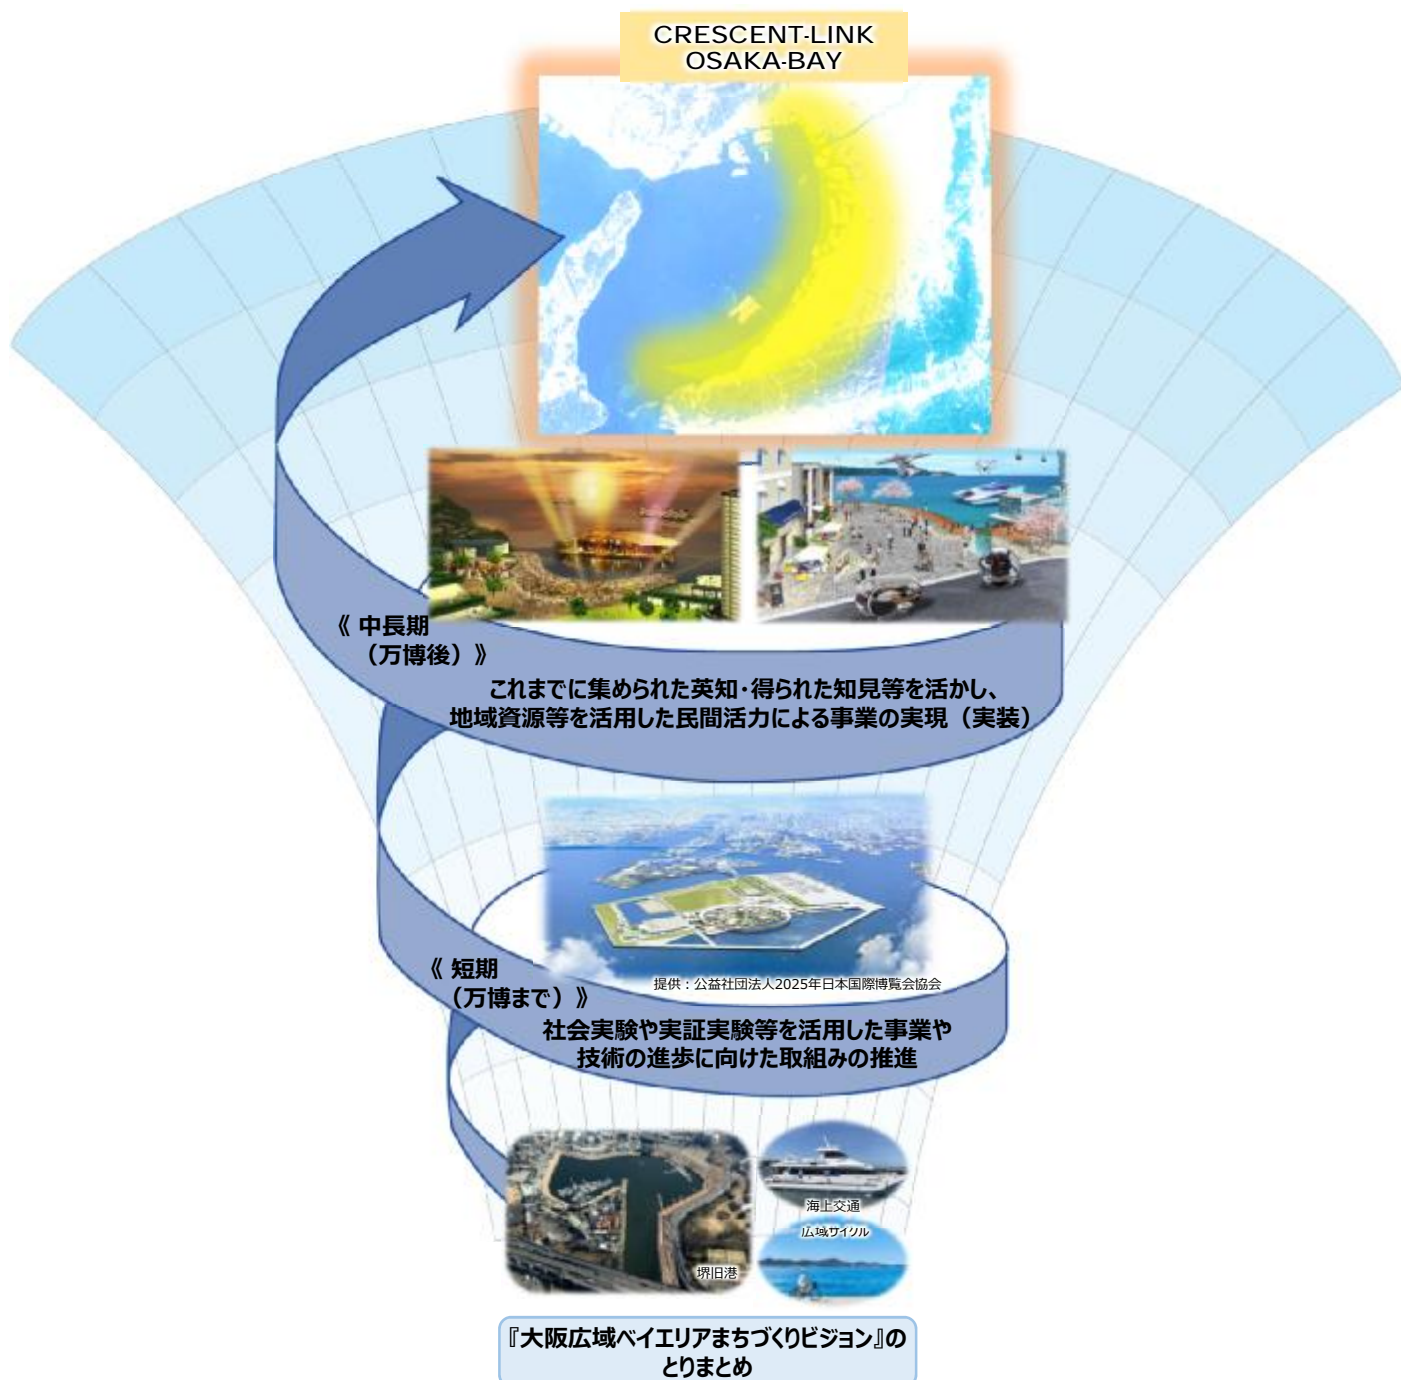 CRESCENT-LINK
OSAKA-BAY
《 中長期
（万博後）》
これまでに集められた英知・得られた知見等を活かし、
地域資源等を活用した民間活力による事業の実現（実装）
提供：公益社団法人2025年日本国際博覧会協会
《 短期
（万博まで）》
社会実験や実証実験等を活用した事業や
技術の進歩に向けた取組みの推進
海上交通
広域サイクル
堺旧港
『大阪広域ベイエリアまちづくりビジョン』の
とりまとめ